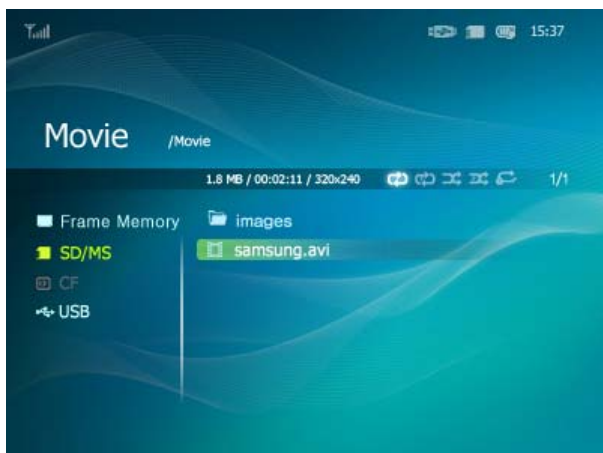 15:37
Movie /Movie
1.8 MB / 00:02:11 / 320x240 1/1
Frame Memory
images
SD/MS
samsung.avi
CF
USB